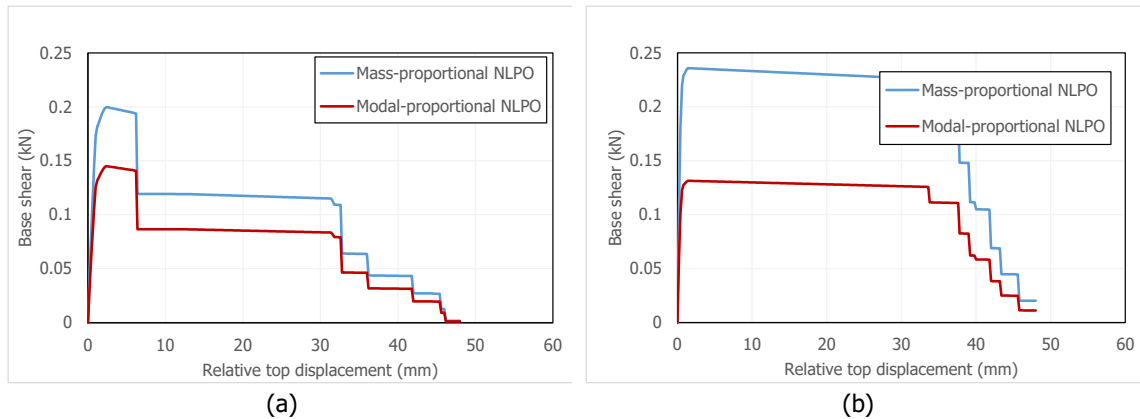 0.25
0.2
0.15
0.1
0.05
0
Base shear (kN)
Mass-proportional NLPO
Modal-proportional NLPO
0 10 20 30 40 50 60
Relative top displacement (mm)
(a)
0.25
0.2
0.15
0.1
0.05
0
Base shear (kN)
Mass-proportional NLPO
Modal-proportional NLPO
0 10 20 30 40 50 60
Relative top displacement (mm)
(b)